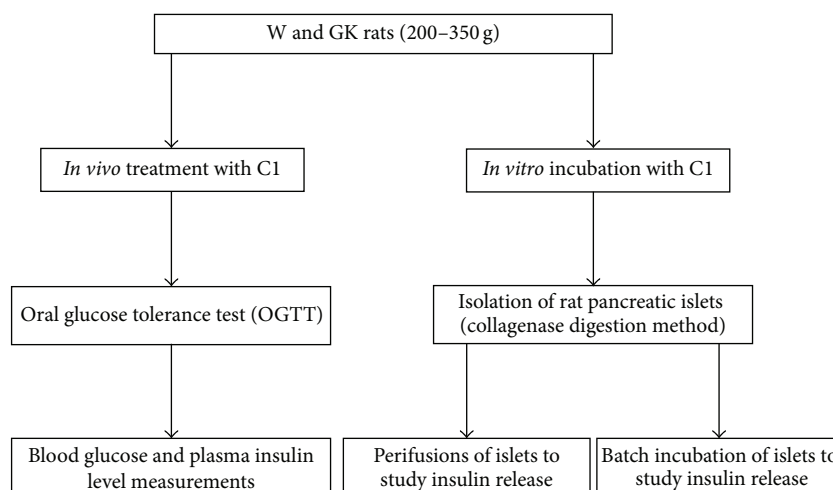 W and GK rats (200–350 g)
In vivo treatment with C1
In vitro incubation with C1
Oral glucose tolerance test (OGTT)
Isolation of rat pancreatic islets
(collagenase digestion method)
Blood glucose and plasma insulin
level measurements
Perifusions of islets to
study insulin release
Batch incubation of islets to
study insulin release